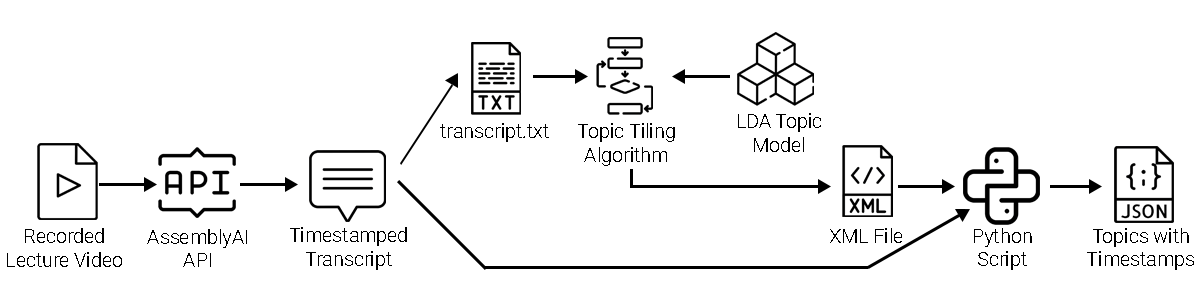 TXT
transcript.txt
Topic Tiling
Algorithm
LDA Topic
Model
Recorded
Lecture Video
API
AssemblyAI
API
Timestamped
Transcript
</>
XML
XML File
Python
Script
{;}
JSON
Topics with
Timestamps